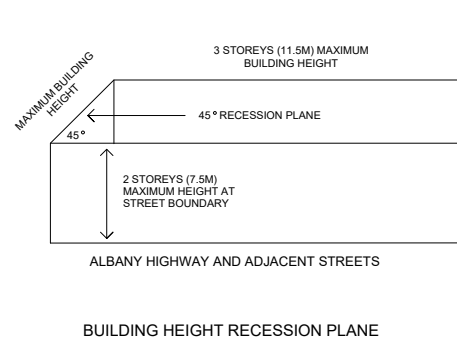 3 STOREYS (11.5M) MAXIMUM
BUILDING HEIGHT
MAXIMUM BUILDING
HEIGHT
45° RECESSION PLANE
45°
2 STOREYS (7.5M)
MAXIMUM HEIGHT AT
STREET BOUNDARY
ALBANY HIGHWAY AND ADJACENT STREETS
BUILDING HEIGHT RECESSION PLANE